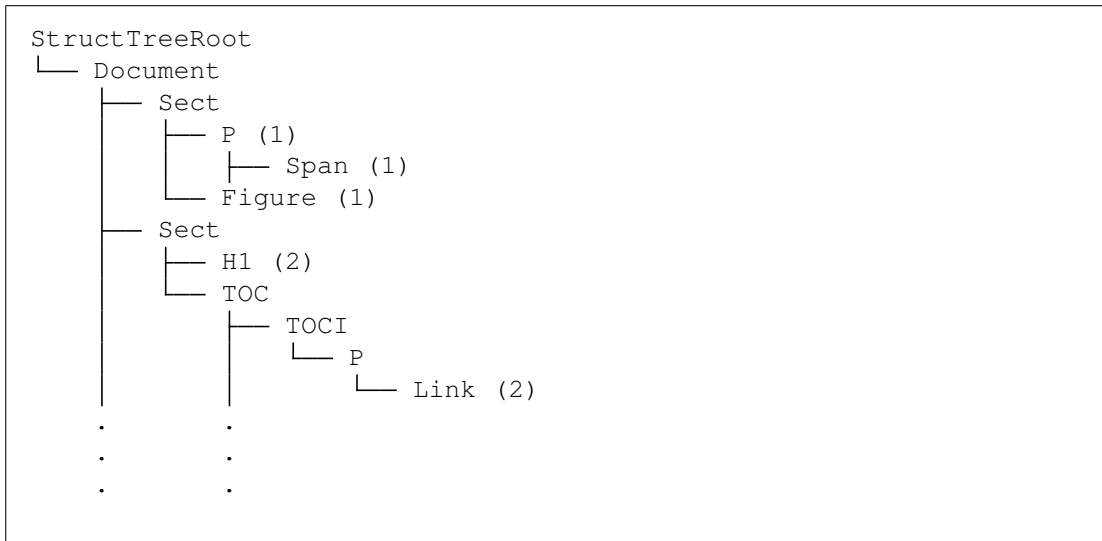 StructTreeRoot
└── Document
    ├── Sect
    │   ├── P (1)
    │   │   ├── Span (1)
    │   └── Figure (1)
    ├── Sect
    │   ├── H1 (2)
    │   └── TOC
    │       ├── TOCI
    │       │   └── P
    │       │       └── Link (2)
    .       .
    .       .
    .       .